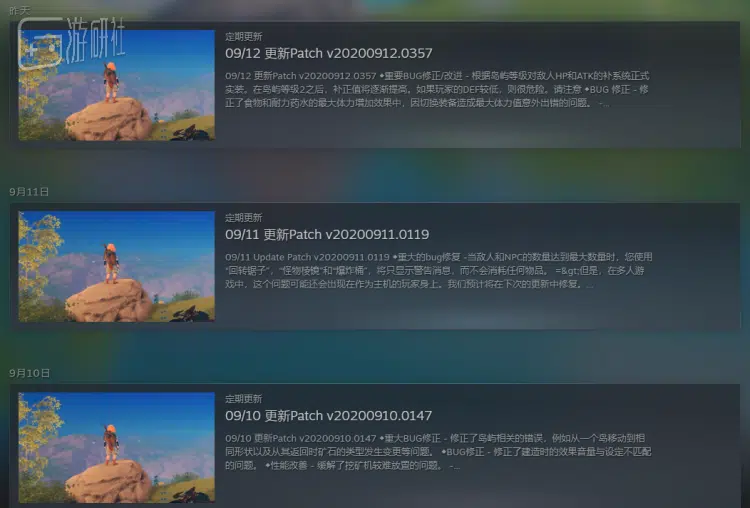 昨天
游研社
定期更新
09/12 更新Patch v20200912.0357
09/12 更新Patch v20200912.0357 ◆重要BUG修正/改进 - 根据岛屿等级对敌人HP和ATK的补系统正式
实装。在岛屿等级2之后，补正值将逐渐提高。如果玩家的DEF较低，则很危险。请注意 ◆BUG 修正 - 修
正了食物和耐力药水的最大体力增加效果中，因切换装备造成最大体力值意外出错的问题。 -...
9月11日
定期更新
09/11 更新Patch v20200911.0119
09/11 Update Patch v20200911.0119 ◆重大的bug修复 -当敌人和NPC的数量达到最大数量时，您使用
“回转锯子”，“怪物棱镜”和“爆炸桶”，将只显示警告消息，而不会消耗任何物品。 =&gt;但是，在多人游
戏中，这个问题可能还会出现在作为主机的玩家身上。我们预计将在下次的更新中修复。...
9月10日
定期更新
09/10 更新Patch v20200910.0147
09/10 更新Patch v20200910.0147 ◆重大BUG修正 - 修正了岛屿相关的错误，例如从一个岛移动到相
同形状以及从其返回时矿石的类型发生变更等问题。 ◆BUG修正 - 修正了建造时的效果音量与设定不匹配
的问题。 ◆性能改善 - 缓解了挖矿机较难放置的问题。 -...